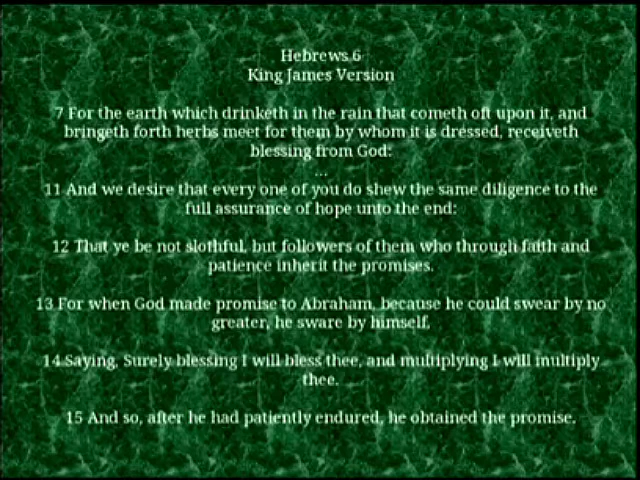 Hebrews 6
King James Version
7 For the earth which drinketh in the rain that cometh oft upon it, and
bringeth forth herbs meet for them by whom it is dressed, receiveth
blessing from God:
...
11 And we desire that every one of you do shew the same diligence to the
full assurance of hope unto the end:
12 That ye be not slothful, but followers of them who through faith and
patience inherit the promises.
13 For when God made promise to Abraham, because he could swear by no
greater, he sware by himself,
14 Saying, Surely blessing I will bless thee, and multiplying I will multiply
thee.
15 And so, after he had patiently endured, he obtained the promise.